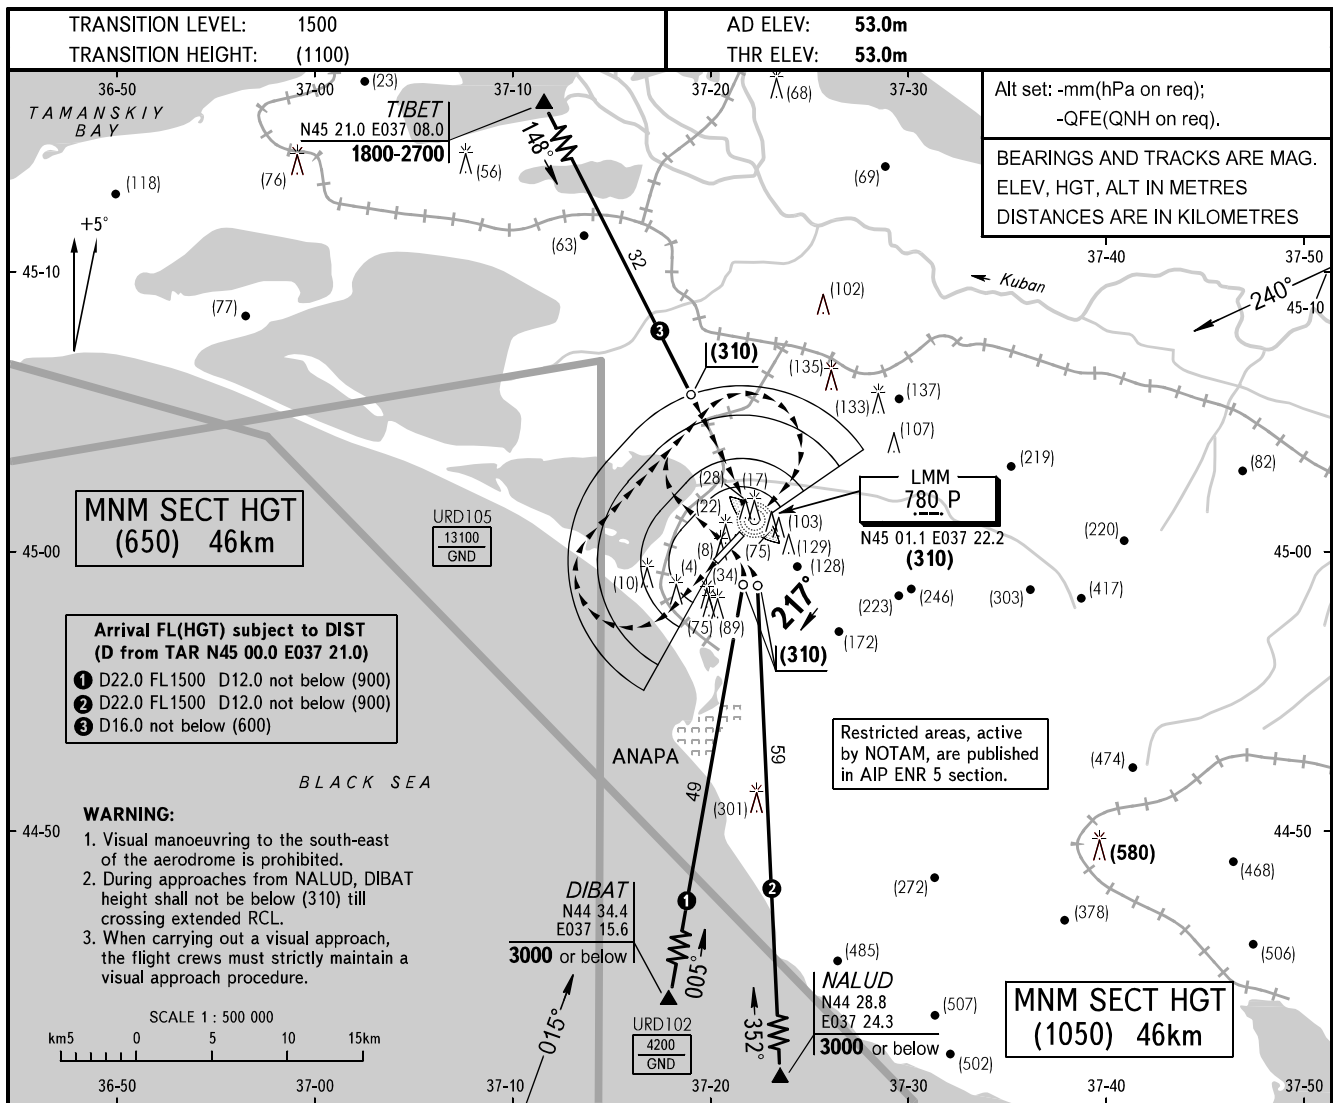 TRANSITION LEVEL: 1500
TRANSITION HEIGHT: (1100)
AD ELEV: 53.0m
THR ELEV: 53.0m
36-50
37-00
37-10
37-20
37-30
Alt set: -mm(hPa on req);
-QFE(QNH on req).
BEARINGS AND TRACKS ARE MAG.
ELEV, HGT, ALT IN METRES
DISTANCES ARE IN KILOMETRES
TAMANSKIY
BAY
(23)
TIBET
N45 21.0 E037 08.0
1800-2700
148°
(68)
(76)
(56)
(69)
(118)
+5°
(63)
32
37-40
37-50
45-10
(77)
(102)
Kuban
240°
45-10
3
(310)
(135)
(133)
(137)
(107)
(219)
(82)
MNM SECT HGT
(650) 46km
URD105
13100
GND
(28)
(17)
(22)
LMM
780 P
N45 01.1 E037 22.2
(310)
(103)
(220)
45-00
(8)
(75)
(129)
45-00
(10)
(4)
(34)
(128)
(223)
(246)
(303)
(417)
217°
(75)
(89)
(172)
(310)
Arrival FL(HGT) subject to DIST
(D from TAR N45 00.0 E037 21.0)
1 D22.0 FL1500 D12.0 not below (900)
2 D22.0 FL1500 D12.0 not below (900)
3 D16.0 not below (600)
ANAPA
Restricted areas, active
by NOTAM, are published
in AIP ENR 5 section.
(474)
BLACK SEA
49
59
(301)
WARNING:
1. Visual manoeuvring to the south-east
of the aerodrome is prohibited.
2. During approaches from NALUD, DIBAT
height shall not be below (310) till
crossing extended RCL.
3. When carrying out a visual approach,
the flight crews must strictly maintain a
visual approach procedure.
44-50
44-50
(580)
(468)
(272)
(378)
(506)
DIBAT
N44 34.4
E037 15.6
3000 or below
1
005°
2
(485)
NALUD
N44 28.8
E037 24.3
3000 or below
352°
(507)
(502)
MNM SECT HGT
(1050) 46km
015°
URD102
4200
GND
SCALE 1 : 500 000
km5 0 5 10 15km
36-50
37-00
37-10
37-20
37-30
37-40
37-50